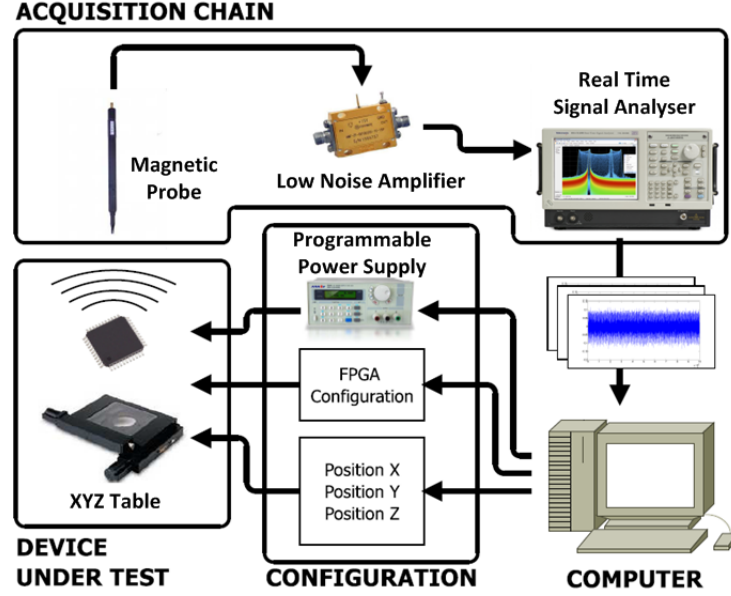 ACQUISITION CHAIN
Real Time
Signal Analyser
Magnetic
Probe
Low Noise Amplifier
Programmable
Power Supply
FPGA
Configuration
Position X
Position Y
Position Z
XYZ Table
DEVICE
UNDER TEST
CONFIGURATION
COMPUTER